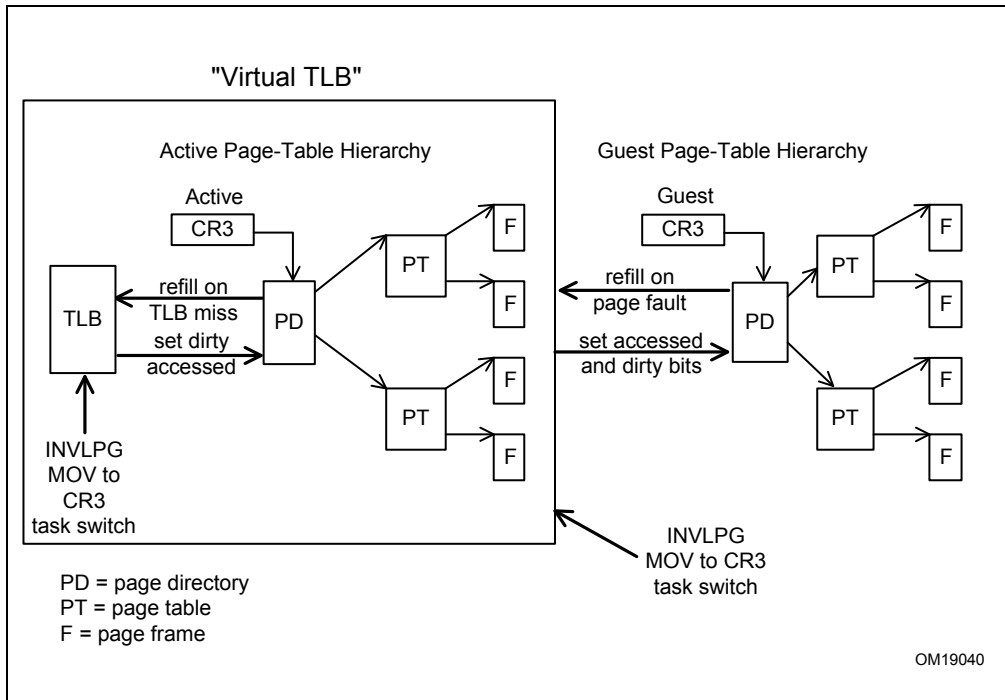 "Virtual TLB"
Active Page-Table Hierarchy
Guest Page-Table Hierarchy
Active
CR3
F
PT
F
TLB
refill on
TLB miss
set dirty
accessed
PD
F
PT
F
INVLPG
MOV to
CR3
task switch
Guest
CR3
F
PT
F
refill on
page fault
set accessed
and dirty bits
PD
F
PT
F
INVLPG
MOV to CR3
task switch
PD = page directory
PT = page table
F = page frame
OM19040